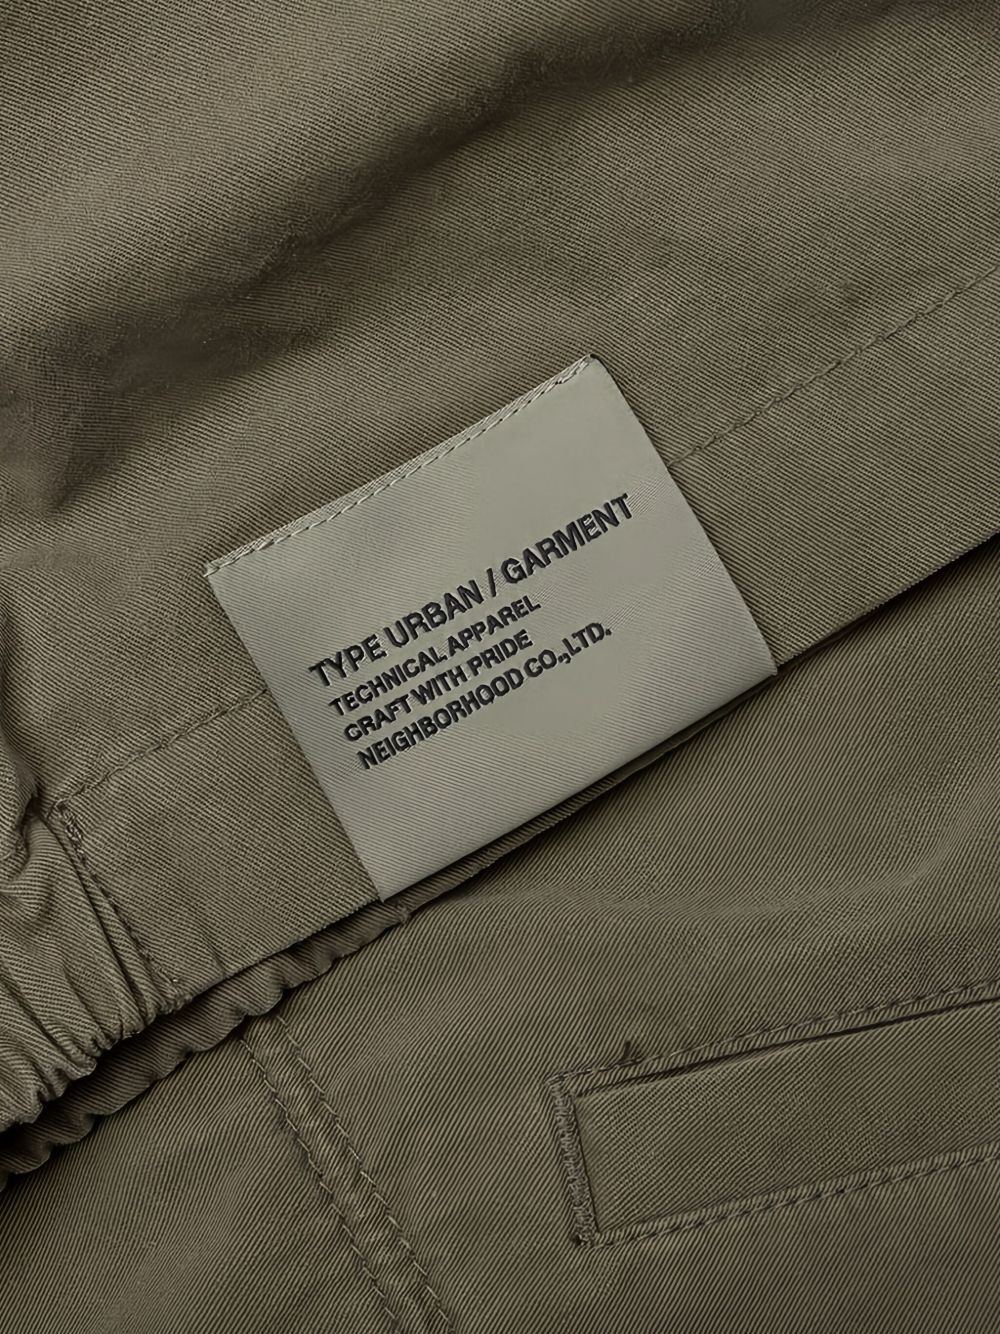 TYPE URBAN / GARMENT
TECHNICAL APPAREL
CRAFT WITH PRIDE
NEIGHBORHOOD CO.,LTD.